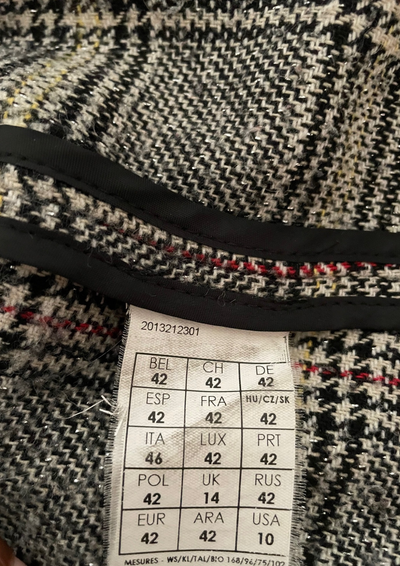 2013212301
BEL CH DE
42 42 42
ESP FRA HU/CZ/SK
42 42 42
ITA LUX PRT
46 42 42
POL UK RUS
42 14 42
EUR ARA USA
42 42 10
MESURES - WS/KL/TAL/BIO 168/96/75/102